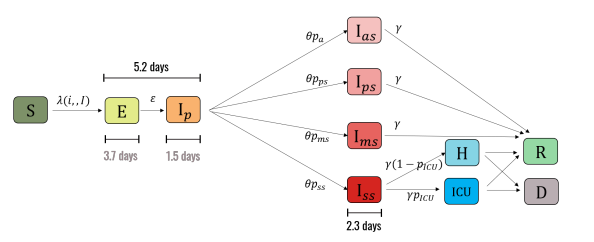 5.2 days
S
λ(i,,I)
E
ε
I_p
3.7 days
1.5 days
θp_a
θp_ps
θp_ms
θp_ss
I_as
I_ps
I_ms
I_ss
2.3 days
γ
γ
γ
γ(1−p_ICU)
γp_ICU
H
ICU
R
D